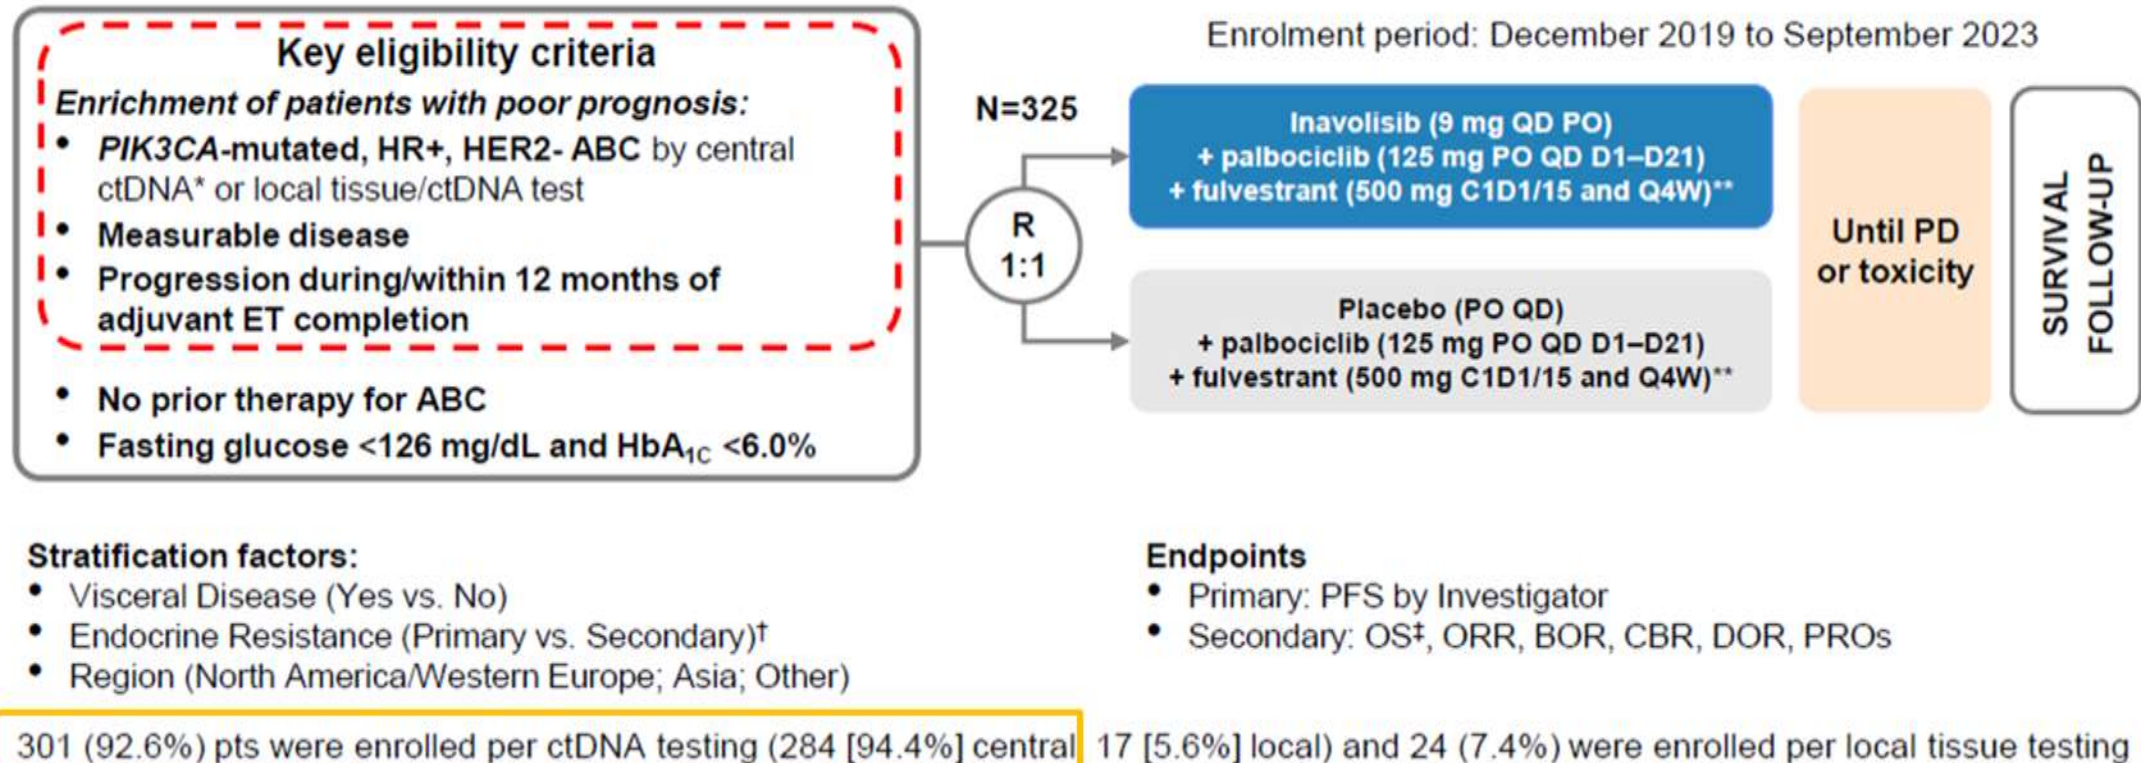 Key eligibility criteria
Enrichment of patients with poor prognosis:
• PIK3CA-mutated, HR+, HER2- ABC by central
ctDNA* or local tissue/ctDNA test
• Measurable disease
• Progression during/within 12 months of
adjuvant ET completion
• No prior therapy for ABC
• Fasting glucose <126 mg/dL and HbA1C <6.0%
N=325
R
1:1
Enrolment period: December 2019 to September 2023
Inavolisib (9 mg QD PO)
+ palbociclib (125 mg PO QD D1–D21)
+ fulvestrant (500 mg C1D1/15 and Q4W)**
Placebo (PO QD)
+ palbociclib (125 mg PO QD D1–D21)
+ fulvestrant (500 mg C1D1/15 and Q4W)**
Until PD
or toxicity
SURVIVAL
FOLLOW-UP
Stratification factors:
• Visceral Disease (Yes vs. No)
• Endocrine Resistance (Primary vs. Secondary)†
• Region (North America/Western Europe; Asia; Other)
Endpoints
• Primary: PFS by Investigator
• Secondary: OS‡, ORR, BOR, CBR, DOR, PROs
301 (92.6%) pts were enrolled per ctDNA testing (284 [94.4%] central 17 [5.6%] local) and 24 (7.4%) were enrolled per local tissue testing